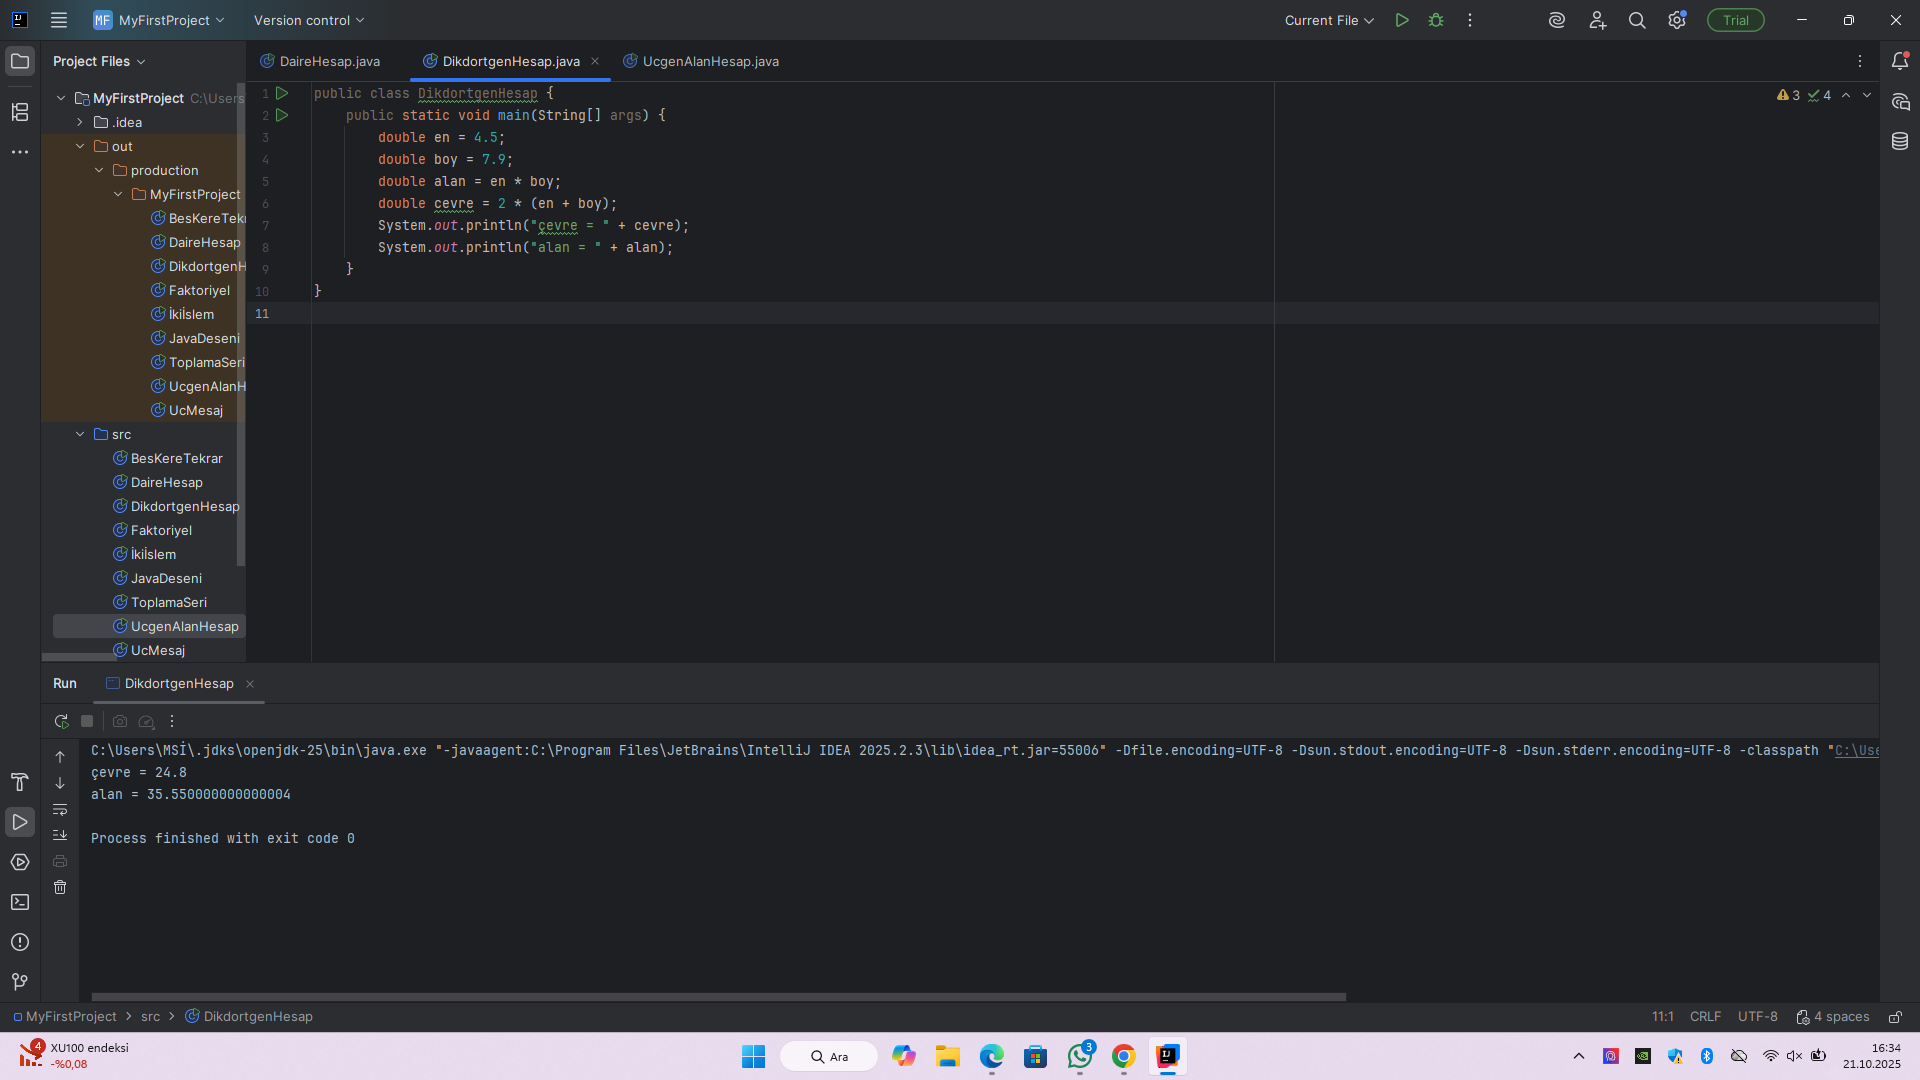 MF MyFirstProject
Version control
Current File
Trial
Project Files
DaireHesap.java
DikdortgenHesap.java
UcgenAlanHesap.java
MyFirstProject C:\Users
.idea
out
production
MyFirstProject
BesKereTekr
DaireHesap
DikdortgenH
Faktoriyel
İkiİslem
JavaDeseni
ToplamaSeri
UcgenAlanH
UcMesaj
src
BesKereTekrar
DaireHesap
DikdortgenHesap
Faktoriyel
İkiİslem
JavaDeseni
ToplamaSeri
UcgenAlanHesap
UcMesaj
3 4
1 public class DikdortgenHesap {
2 public static void main(String[] args) {
3 double en = 4.5;
4 double boy = 7.9;
5 double alan = en * boy;
6 double cevre = 2 * (en + boy);
7 System.out.println("çevre = " + cevre);
8 System.out.println("alan = " + alan);
9 }
10 }
11
Run
DikdortgenHesap
C:\Users\MSİ\.jdks\openjdk-25\bin\java.exe "-javaagent:C:\Program Files\JetBrains\IntelliJ IDEA 2025.2.3\lib\idea_rt.jar=55006" -Dfile.encoding=UTF-8 -Dsun.stdout.encoding=UTF-8 -Dsun.stderr.encoding=UTF-8 -classpath "C:\Use
çevre = 24.8
alan = 35.550000000000004
Process finished with exit code 0
MyFirstProject > src > DikdortgenHesap
11:1 CRLF UTF-8 4 spaces
4
XU100 endeksi
-%0,08
Ara
3
16:34
21.10.2025